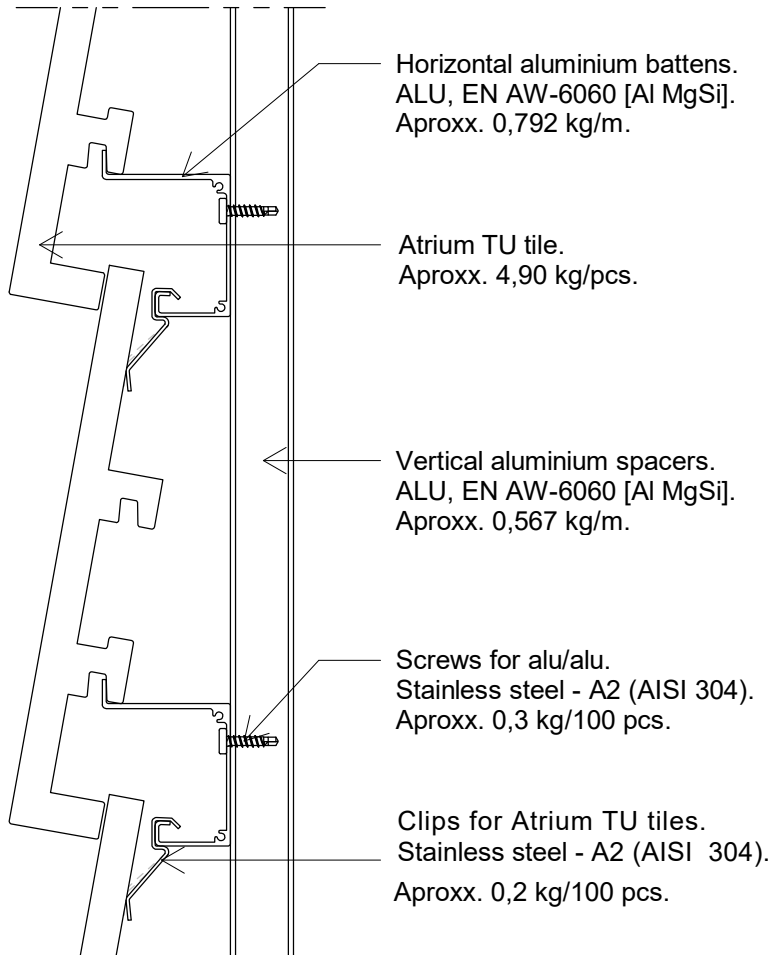 Horizontal aluminium battens.
ALU, EN AW-6060 [Al MgSi].
Aproxx. 0,792 kg/m.
Atrium TU tile.
Aproxx. 4,90 kg/pcs.
Vertical aluminium spacers.
ALU, EN AW-6060 [Al MgSi].
Aproxx. 0,567 kg/m.
Screws for alu/alu.
Stainless steel - A2 (AISI 304).
Aproxx. 0,3 kg/100 pcs.
Clips for Atrium TU tiles.
Stainless steel - A2 (AISI 304).
Aproxx. 0,2 kg/100 pcs.